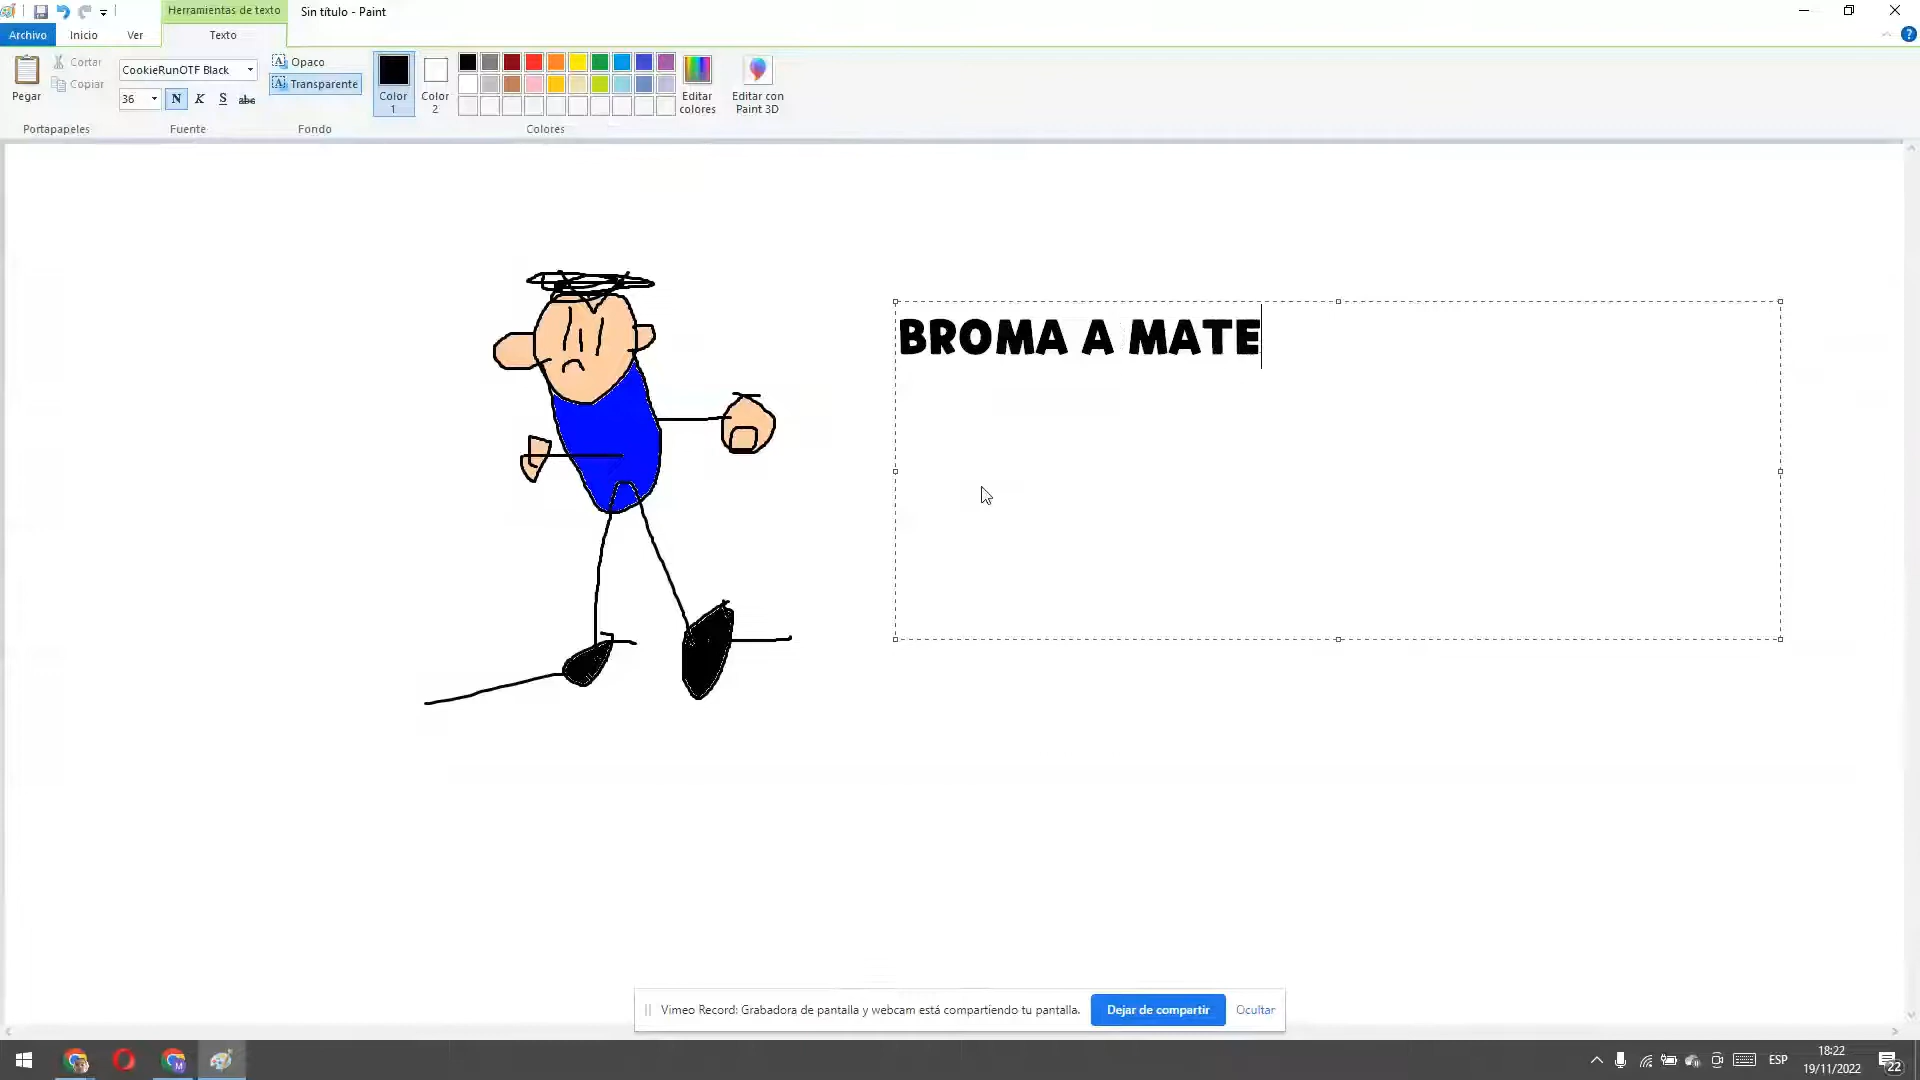 Herramientas de texto
Sin título - Paint
Archivo
Inicio
Ver
Texto
Pegar
Cortar
Copiar
Portapapeles
CookieRunOTF Black
36
N
K
S
abc
Fuente
Opaco
Transparente
Fondo
Color
1
Color
2
Editar
colores
Editar con
Paint 3D
Colores
BROMA A MATE
Vimeo Record: Grabadora de pantalla y webcam está compartiendo tu pantalla.
Dejar de compartir
Ocultar
ESP
18:22
19/11/2022
22